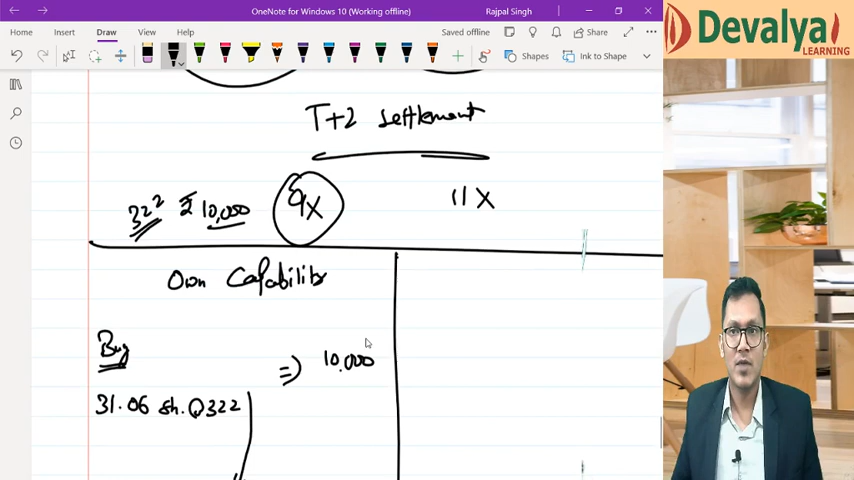 OneNote for Windows 10 (Working offline)
Rajpal Singh
Home Insert Draw View Help
Saved offline
Share
Shapes
Ink to Shape
Devalya
LEARNING
T+2 Settlement
322 ₹ 10,000 9X 11X
Own Capability
Buy
=) 10,000
31.06 sh. @ 322